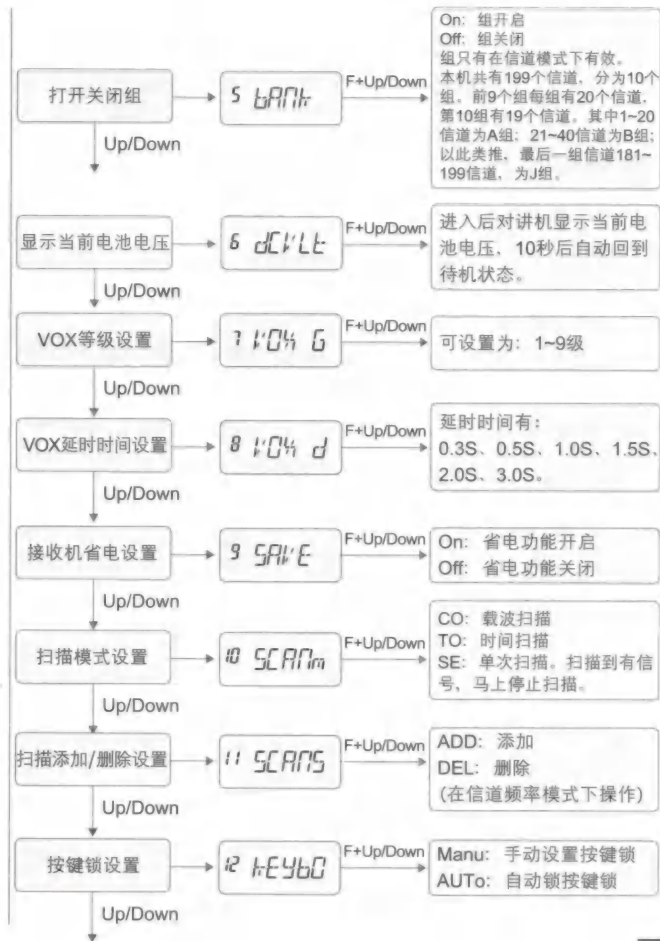 打开关闭组
5 bANk
F+Up/Down
On: 组开启
Off: 组关闭
组只有在信道模式下有效。
本机共有199个信道，分为10个
组，前9个组每组有20个信道，
第10组有19个信道。其中1~20
信道为A组；21~40信道为B组；
以此类推，最后一组信道181~
199信道，为J组。
Up/Down
显示当前电池电压
6 dCVLt
F+Up/Down
进入后对讲机显示当前电
池电压，10秒后自动回到
待机状态。
Up/Down
VOX等级设置
7 VOX G
F+Up/Down
可设置为：1~9级
Up/Down
VOX延时时间设置
8 VOX d
F+Up/Down
延时时间有：
0.3S、0.5S、1.0S、1.5S、
2.0S、3.0S。
Up/Down
接收机省电设置
9 SAVE
F+Up/Down
On: 省电功能开启
Off: 省电功能关闭
Up/Down
扫描模式设置
10 SCANm
F+Up/Down
CO: 载波扫描
TO: 时间扫描
SE: 单次扫描。扫描到有信
号，马上停止扫描。
Up/Down
扫描添加/删除设置
11 SCANS
F+Up/Down
ADD: 添加
DEL: 删除
(在信道频率模式下操作)
Up/Down
按键锁设置
12 kEYbO
F+Up/Down
Manu: 手动设置按键锁
AUTo: 自动锁按键锁
Up/Down